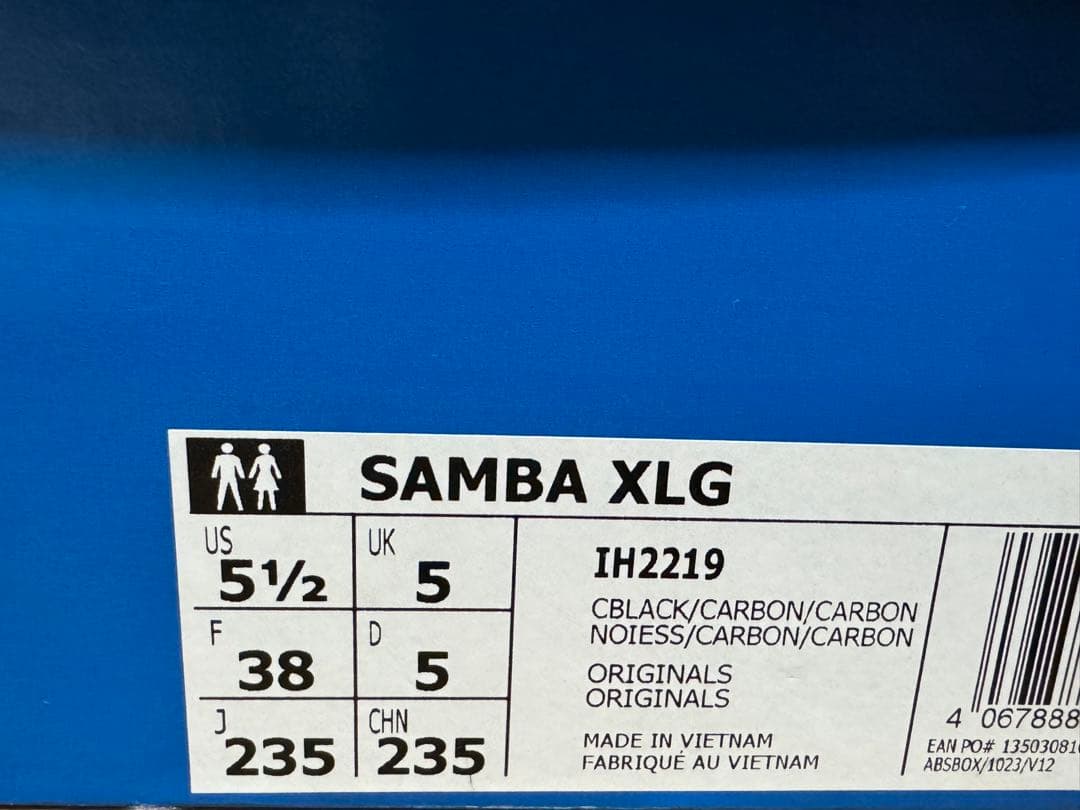 SAMBA XLG
US
5½
UK
5
F
38
D
5
J
235
CHN
235
IH2219
CBLACK/CARBON/CARBON
NOIESS/CARBON/CARBON
ORIGINALS
ORIGINALS
MADE IN VIETNAM
FABRIQUÉ AU VIETNAM
4 067888
EAN PO# 13503081
ABSBOX/1023/V12